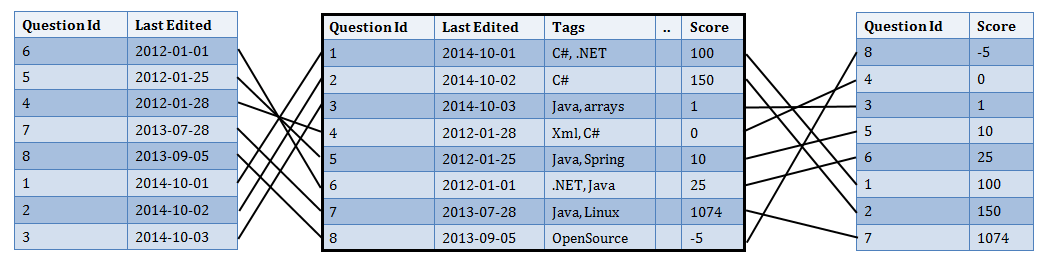 Question Id Last Edited
6 2012-01-01
5 2012-01-25
4 2012-01-28
7 2013-07-28
8 2013-09-05
1 2014-10-01
2 2014-10-02
3 2014-10-03
Question Id Last Edited Tags .. Score
1 2014-10-01 C#, .NET 100
2 2014-10-02 C# 150
3 2014-10-03 Java, arrays 1
4 2012-01-28 Xml, C# 0
5 2012-01-25 Java, Spring 10
6 2012-01-01 .NET, Java 25
7 2013-07-28 Java, Linux 1074
8 2013-09-05 OpenSource -5
Question Id Score
8 -5
4 0
3 1
5 10
6 25
1 100
2 150
7 1074